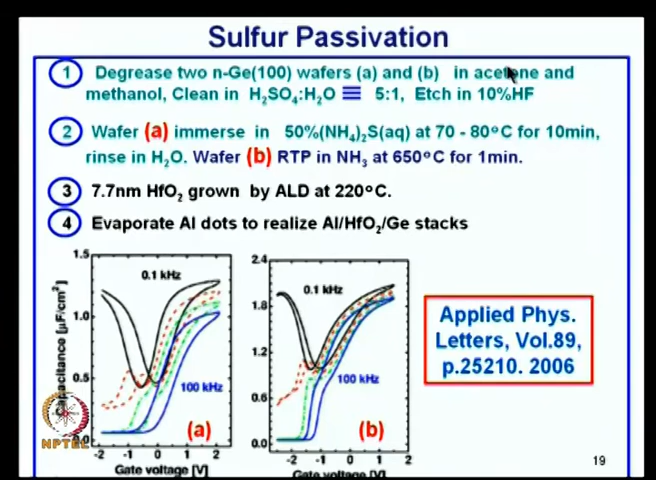 Sulfur Passivation
1 Degrease two n-Ge(100) wafers (a) and (b) in acetone and
methanol, Clean in H₂SO₄:H₂O ≡ 5:1, Etch in 10%HF
2 Wafer (a) immerse in 50%(NH₄)₂S(aq) at 70 - 80°C for 10min,
rinse in H₂O. Wafer (b) RTP in NH₃ at 650°C for 1min.
3 7.7nm HfO₂ grown by ALD at 220°C.
4 Evaporate Al dots to realize Al/HfO₂/Ge stacks
Capacitance [µF/cm²]
1.5
1.0
0.5
0.0
0.1 kHz
100 kHz
(a)
-2 -1 0 1 2
Gate voltage [V]
2.4
1.8
1.2
0.6
0.0
0.1 kHz
100 kHz
(b)
-2 -1 0 1 2
Gate voltage [V]
Applied Phys.
Letters, Vol.89,
p.25210. 2006
NPTEL
19